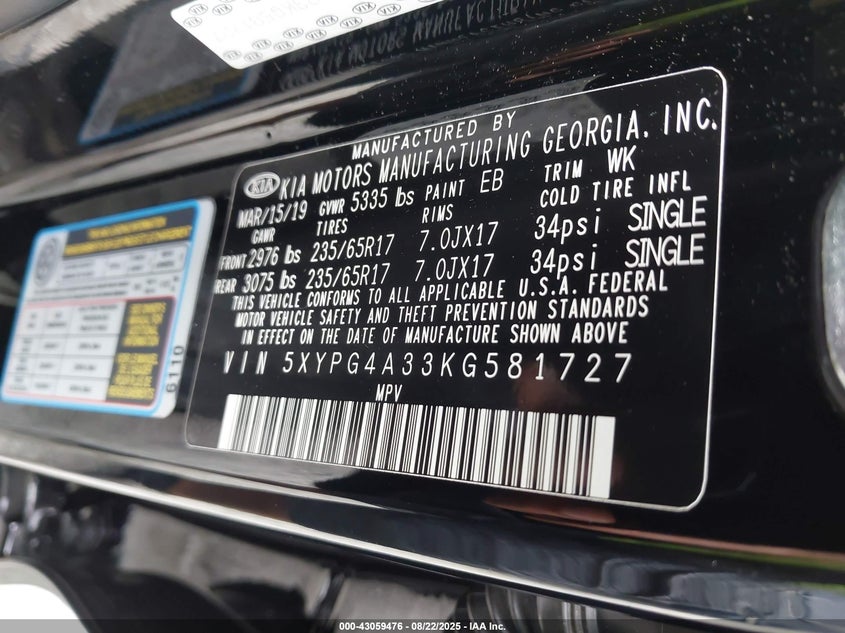 MANUFACTURED BY
KIA KIA MOTORS MANUFACTURING GEORGIA, INC.
MAR/15/19 GVWR 5335 lbs PAINT EB TRIM WK
GAWR TIRES RIMS COLD TIRE INFL
FRONT 2976 lbs 235/65R17 7.0JX17 34psi SINGLE
REAR 3075 lbs 235/65R17 7.0JX17 34psi SINGLE
THIS VEHICLE CONFORMS TO ALL APPLICABLE U.S.A. FEDERAL
MOTOR VEHICLE SAFETY AND THEFT PREVENTION STANDARDS
IN EFFECT ON THE DATE OF MANUFACTURE SHOWN ABOVE
VIN 5XYPG4A33KG581727
MPV
6110
000-43059476 - 08/22/2025 - IAA Inc.